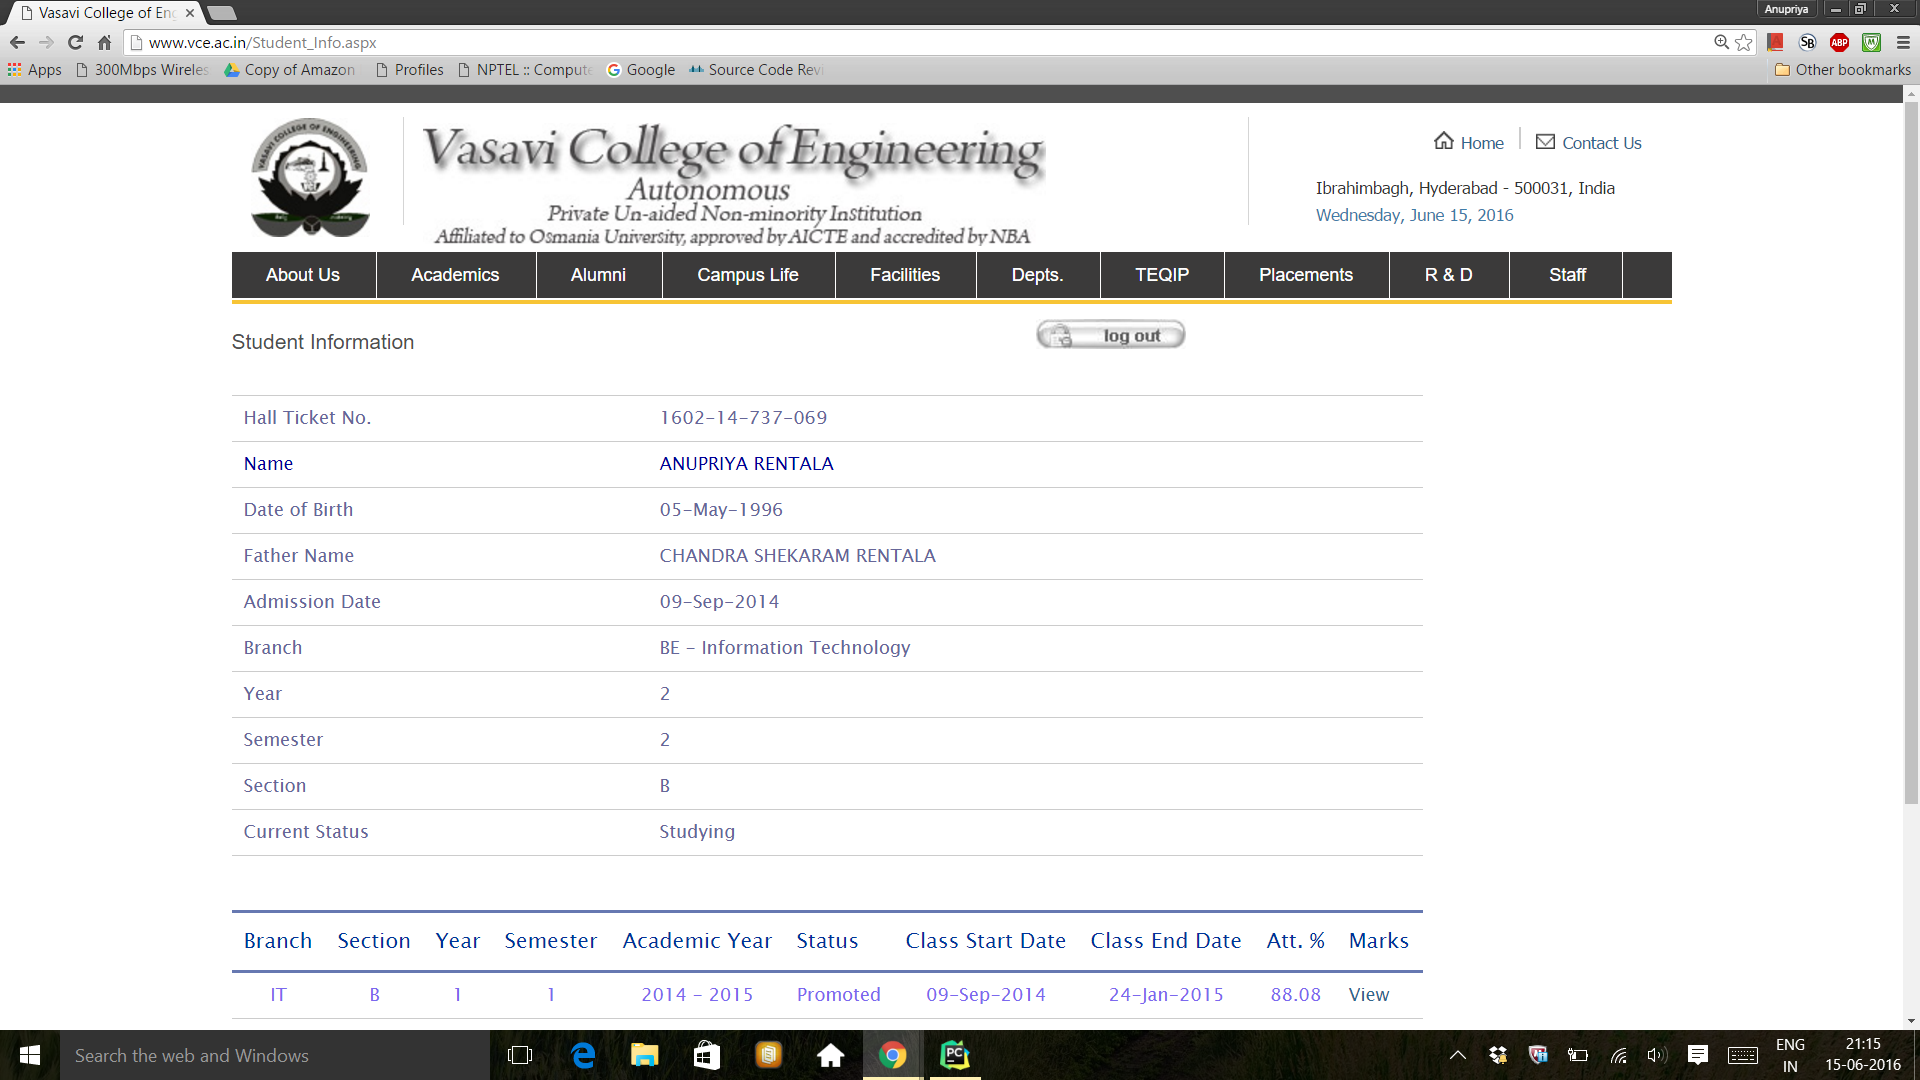 Vasavi College of Eng
Anupriya
www.vce.ac.in/Student_Info.aspx
SB
ABP
Apps
300Mbps Wireles
Copy of Amazon
Profiles
NPTEL :: Compute
Google
Source Code Revi
Other bookmarks
VASAVI COLLEGE OF ENGINEERING
Vasavi College of Engineering
Autonomous
Private Un-aided Non-minority Institution
Affiliated to Osmania University, approved by AICTE and accredited by NBA
Home
Contact Us
Ibrahimbagh, Hyderabad - 500031, India
Wednesday, June 15, 2016
About Us
Academics
Alumni
Campus Life
Facilities
Depts.
TEQIP
Placements
R & D
Staff
Student Information
log out
Hall Ticket No. 1602-14-737-069
Name ANUPRIYA RENTALA
Date of Birth 05-May-1996
Father Name CHANDRA SHEKARAM RENTALA
Admission Date 09-Sep-2014
Branch BE - Information Technology
Year 2
Semester 2
Section B
Current Status Studying
Branch Section Year Semester Academic Year Status Class Start Date Class End Date Att. % Marks
IT B 1 1 2014 - 2015 Promoted 09-Sep-2014 24-Jan-2015 88.08 View
Search the web and Windows
PC
ENG
IN
21:15
15-06-2016